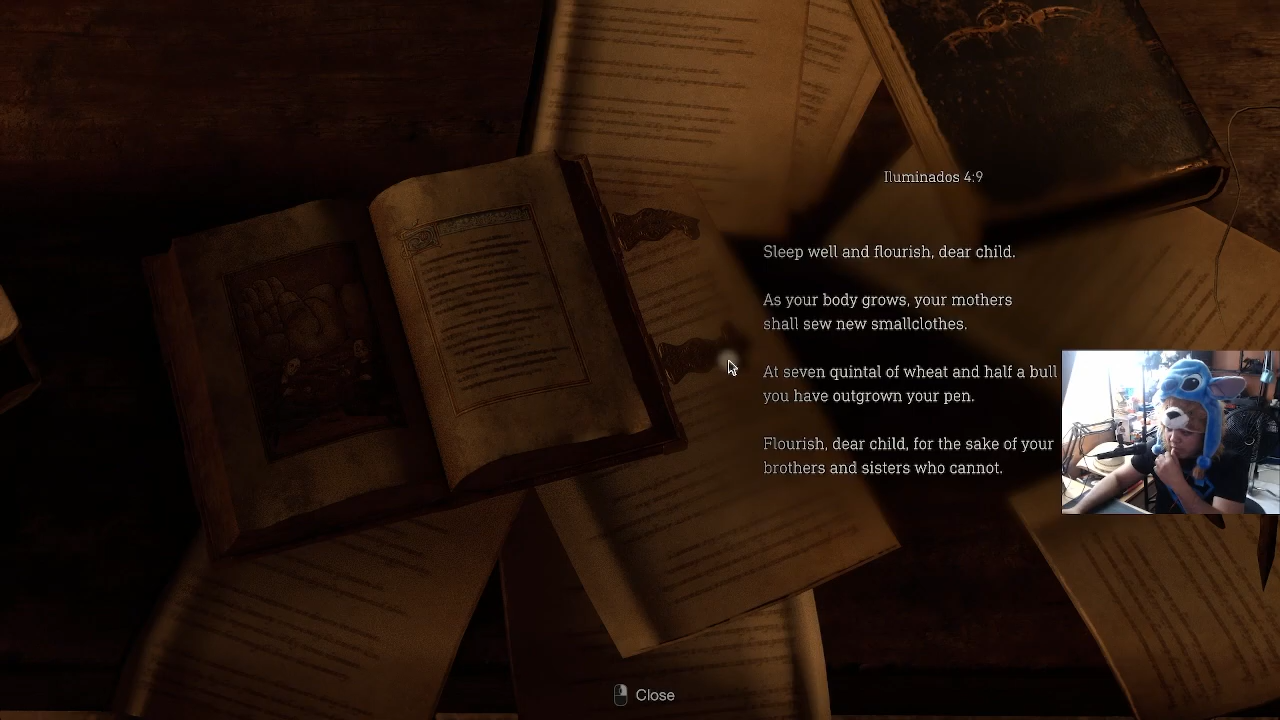 Iluminados 4:9
Sleep well and flourish, dear child.
As your body grows, your mothers
shall sew new smallclothes.
At seven quintal of wheat and half a bull
you have outgrown your pen.
Flourish, dear child, for the sake of your
brothers and sisters who cannot.
Close